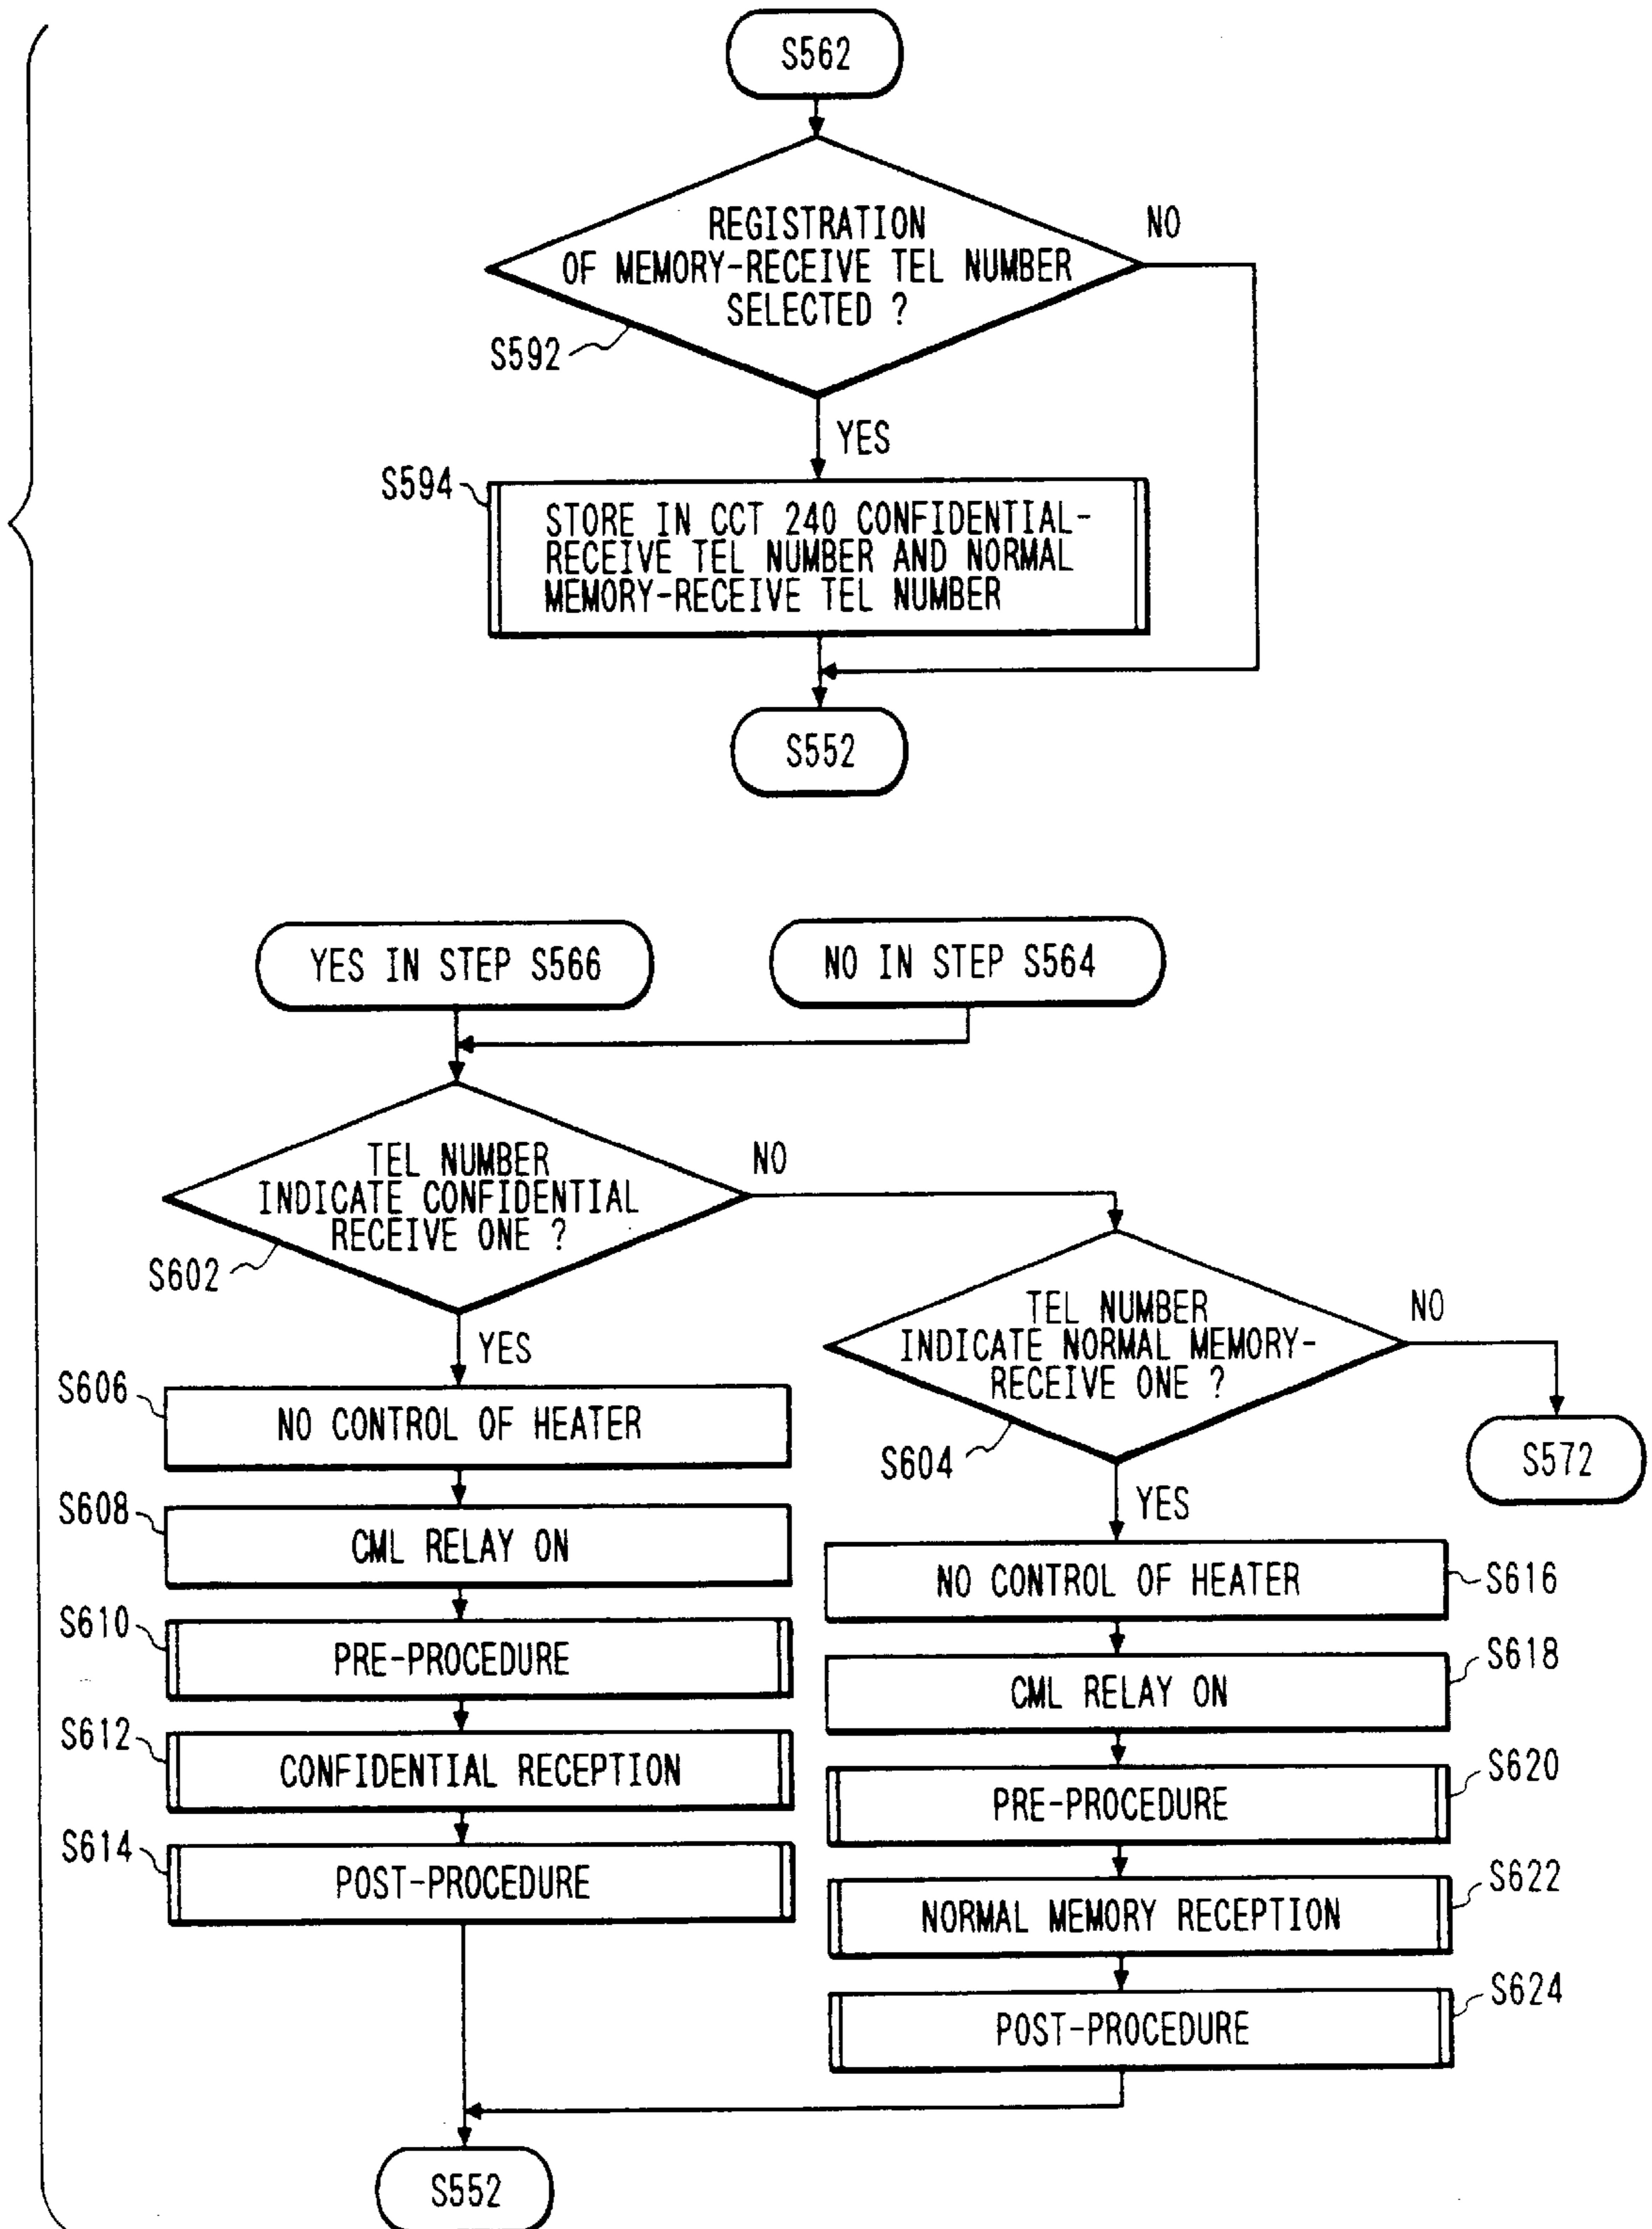 S562
REGISTRATION
OF MEMORY-RECEIVE TEL NUMBER
SELECTED ?
NO
S592
YES
S594
STORE IN CCT 240 CONFIDENTIAL-
RECEIVE TEL NUMBER AND NORMAL
MEMORY-RECEIVE TEL NUMBER
S552
YES IN STEP S566
NO IN STEP S564
TEL NUMBER
INDICATE CONFIDENTIAL
RECEIVE ONE ?
NO
S602
YES
TEL NUMBER
INDICATE NORMAL MEMORY-
RECEIVE ONE ?
NO
S604
S572
YES
S606
NO CONTROL OF HEATER
S608
CML RELAY ON
S610
PRE-PROCEDURE
S612
CONFIDENTIAL RECEPTION
S614
POST-PROCEDURE
NO CONTROL OF HEATER
S616
CML RELAY ON
S618
PRE-PROCEDURE
S620
NORMAL MEMORY RECEPTION
S622
POST-PROCEDURE
S624
S552